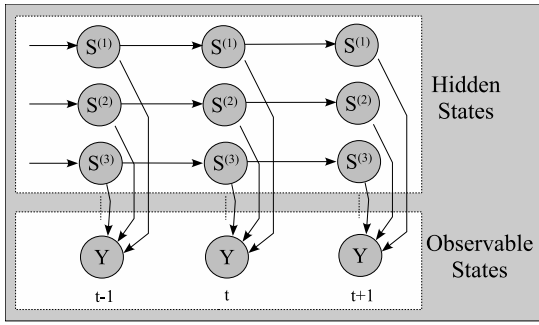 S(1) S(1) S(1)
S(2) S(2) S(2)
S(3) S(3) S(3)
Hidden
States
Y Y Y
Observable
States
t-1 t t+1